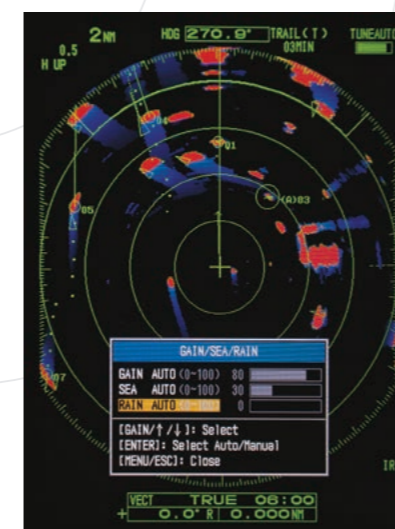 2NM HDG 270.9° TRAIL(T) TUNEAUTO
0.5 03MIN
H UP
04
01
(A)03
05
07
GAIN/SEA/RAIN
GAIN AUTO(0~100) 80
SEA AUTO(0~100) 30
RAIN AUTO(0~100) 0
[GAIN/↑/↓]: Select
[ENTER]: Select Auto/Manual
[MENU/ESC]: Close
IR
VECT TRUE 06:00
+ 0.0° R 0.000NM